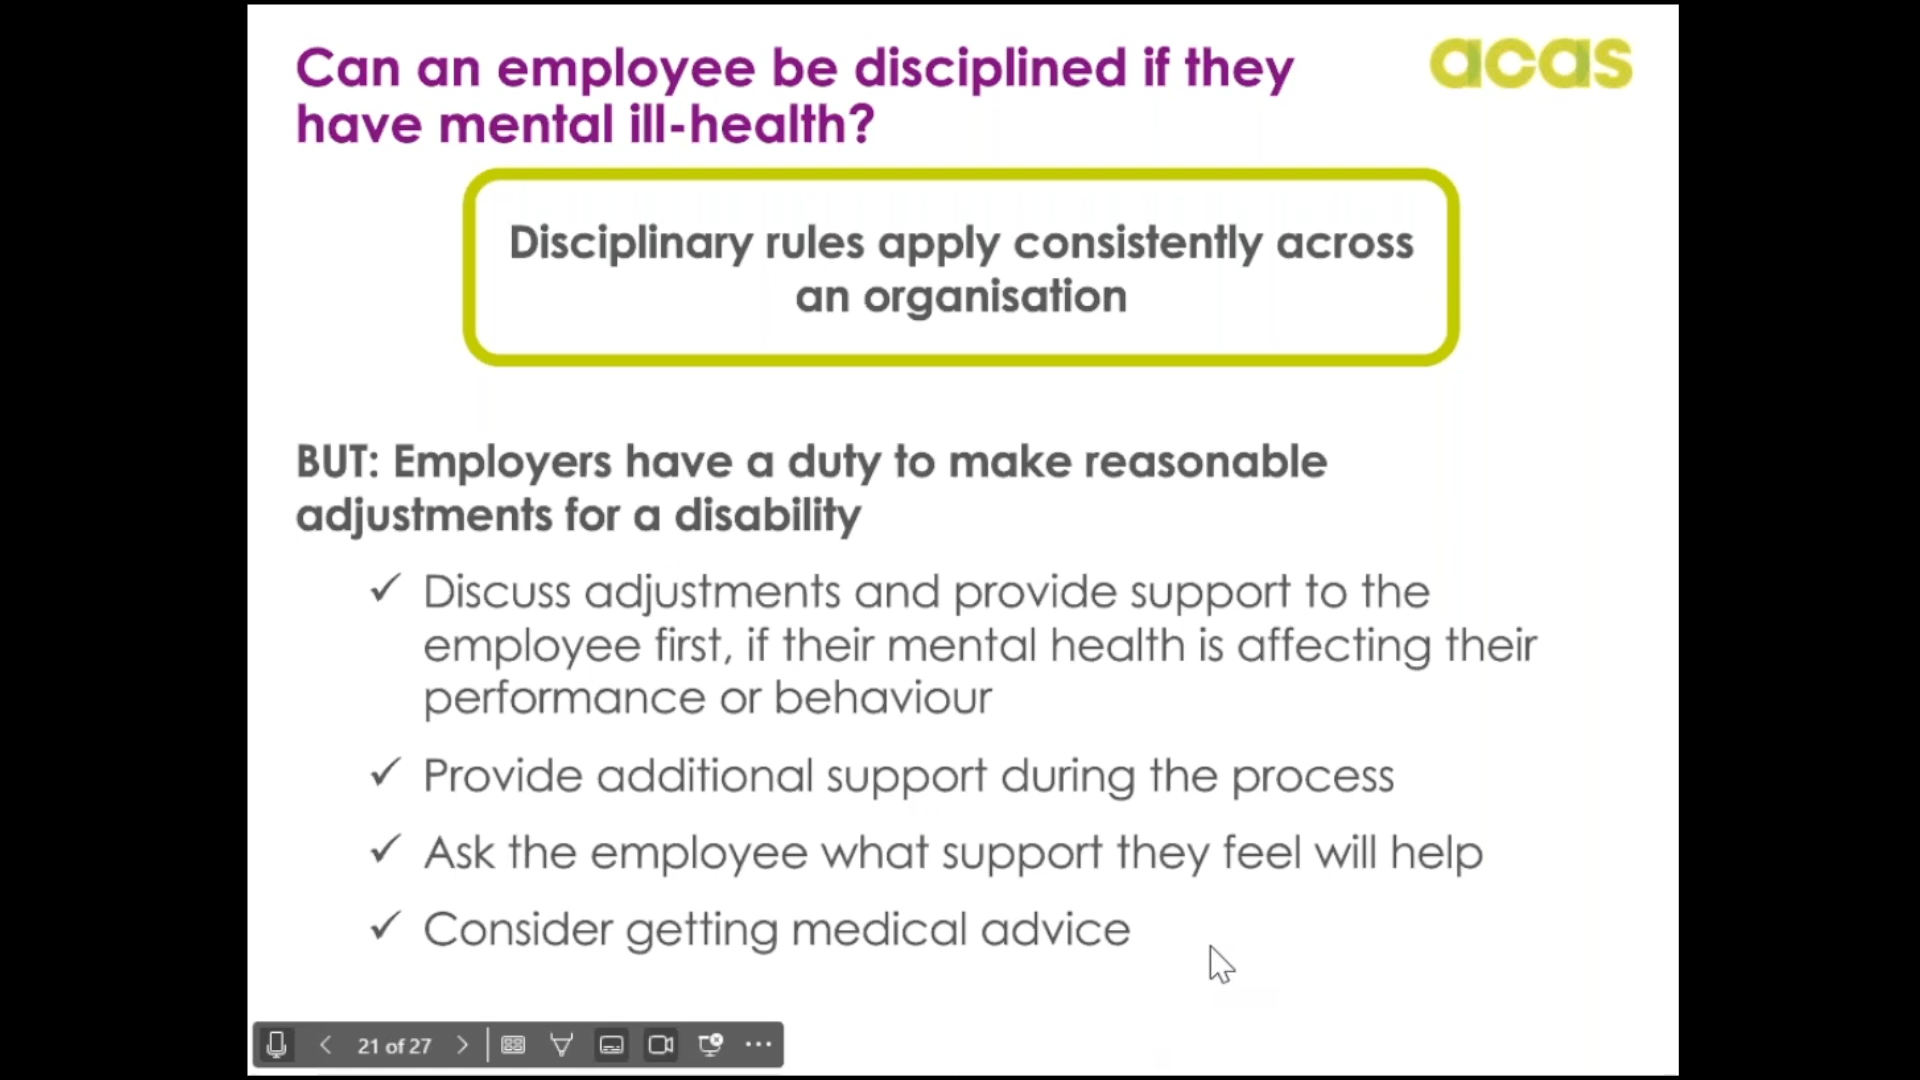 Can an employee be disciplined if they
have mental ill-health?
acas
Disciplinary rules apply consistently across
an organisation
BUT: Employers have a duty to make reasonable
adjustments for a disability
✓ Discuss adjustments and provide support to the
employee first, if their mental health is affecting their
performance or behaviour
✓ Provide additional support during the process
✓ Ask the employee what support they feel will help
✓ Consider getting medical advice
21 of 27